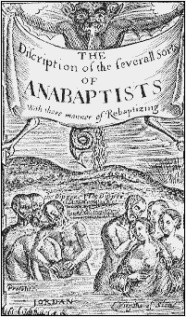 THE
Discription of the severall Sorts
OF
ANABAPTISTS
With there manner of Rebaptizing
JORDAN